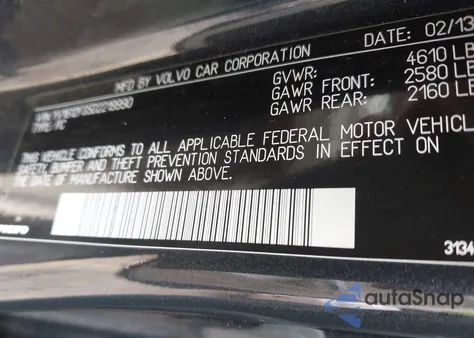 MFD BY VOLVO CAR CORPORATION
DATE: 02/13
GVWR: 4610 LB
GAWR FRONT: 2580 LB
GAWR REAR: 2160 LB
TYPE: PC
THIS VEHICLE CONFORMS TO ALL APPLICABLE FEDERAL MOTOR VEHICL
SAFETY, BUMPER AND THEFT PREVENTION STANDARDS IN EFFECT ON
THE DATE OF MANUFACTURE SHOWN ABOVE.
3134
autaSnap